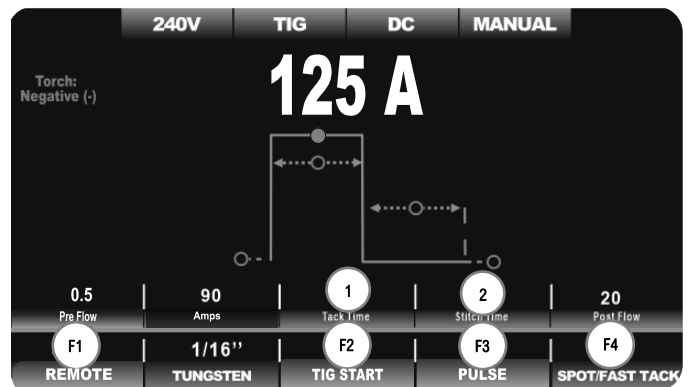 240V TIG DC MANUAL
Torch:
Negative (-)
125 A
0.5 90 1 2 20
Pre Flow Amps Tack Time Stitch Time Post Flow
F1 1/16’’ F2 F3 F4
REMOTE TUNGSTEN TIG START PULSE SPOT/FAST TACK